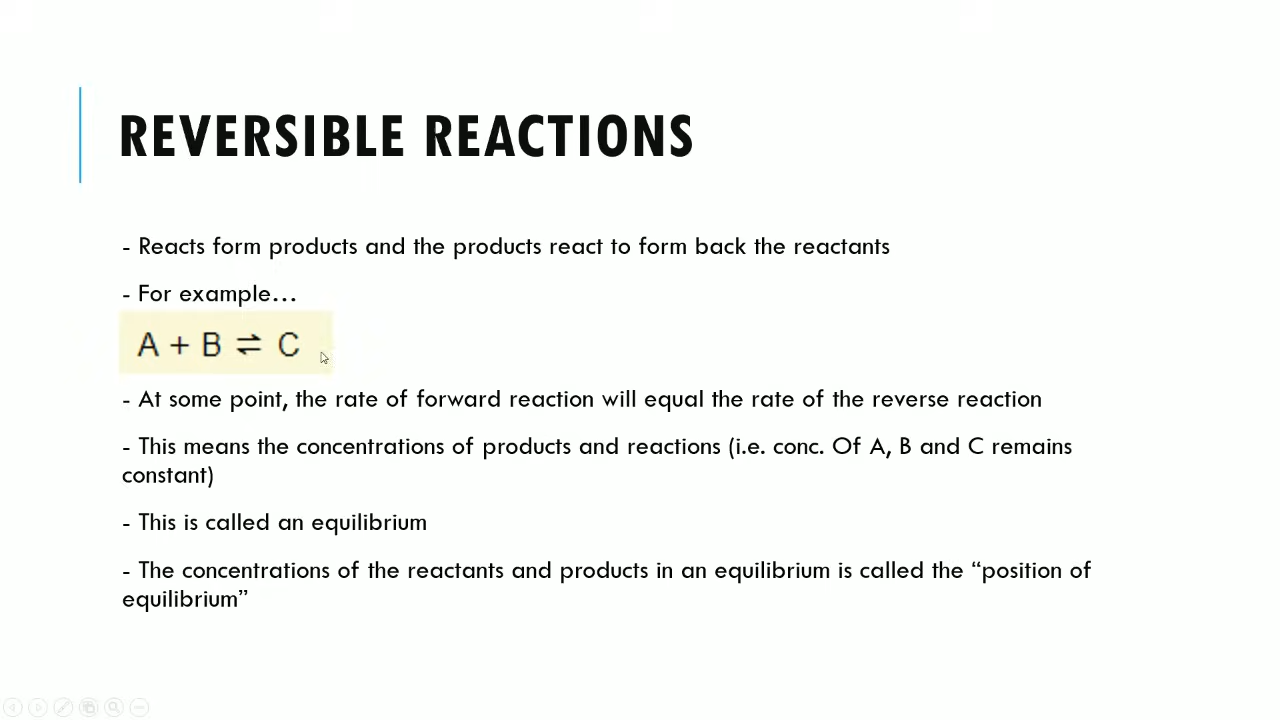 REVERSIBLE REACTIONS
- Reacts form products and the products react to form back the reactants
- For example…
A + B ⇌ C
- At some point, the rate of forward reaction will equal the rate of the reverse reaction
- This means the concentrations of products and reactions (i.e. conc. Of A, B and C remains
constant)
- This is called an equilibrium
- The concentrations of the reactants and products in an equilibrium is called the “position of
equilibrium”